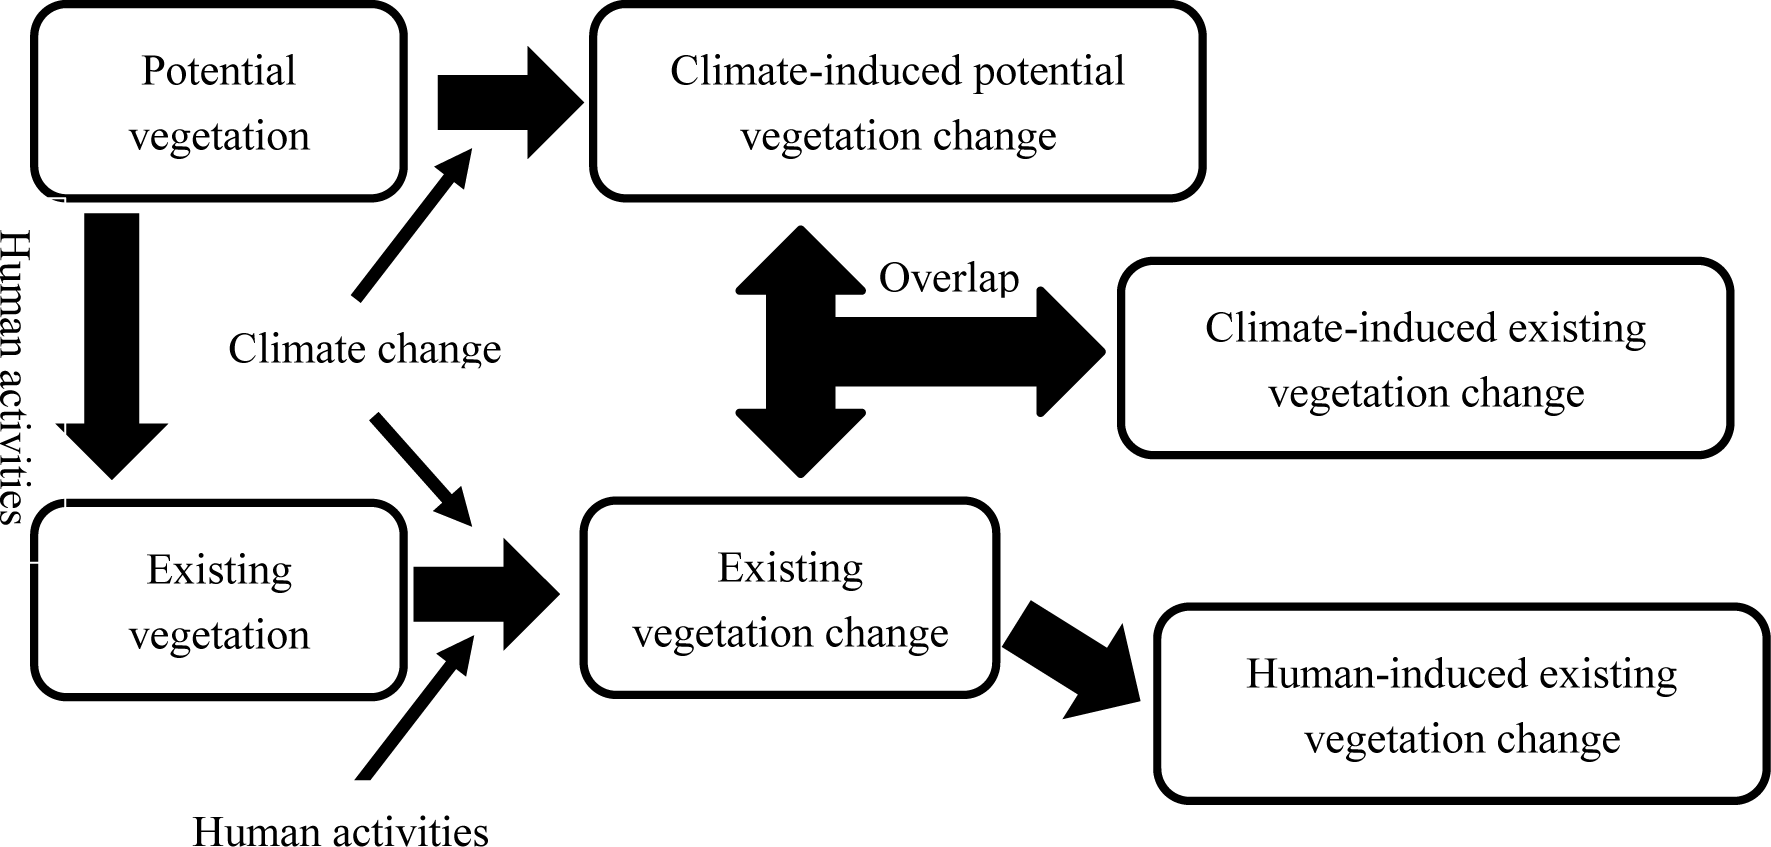 Potential
vegetation
Climate-induced potential
vegetation change
Human activities
Overlap
Climate change
Climate-induced existing
vegetation change
Existing
vegetation
Existing
vegetation change
Human-induced existing
vegetation change
Human activities